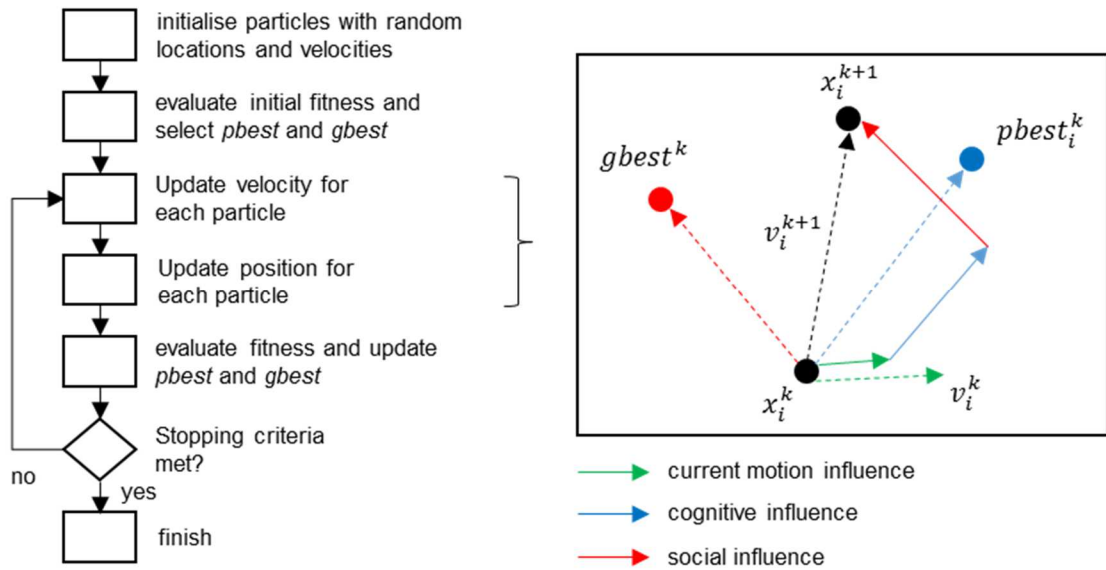 initialise particles with random
locations and velocities
evaluate initial fitness and
select pbest and gbest
Update velocity for
each particle
Update position for
each particle
evaluate fitness and update
pbest and gbest
Stopping criteria
met?
no
yes
finish
x_i^{k+1}
gbest^k
pbest_i^k
v_i^{k+1}
x_i^k
v_i^k
current motion influence
cognitive influence
social influence